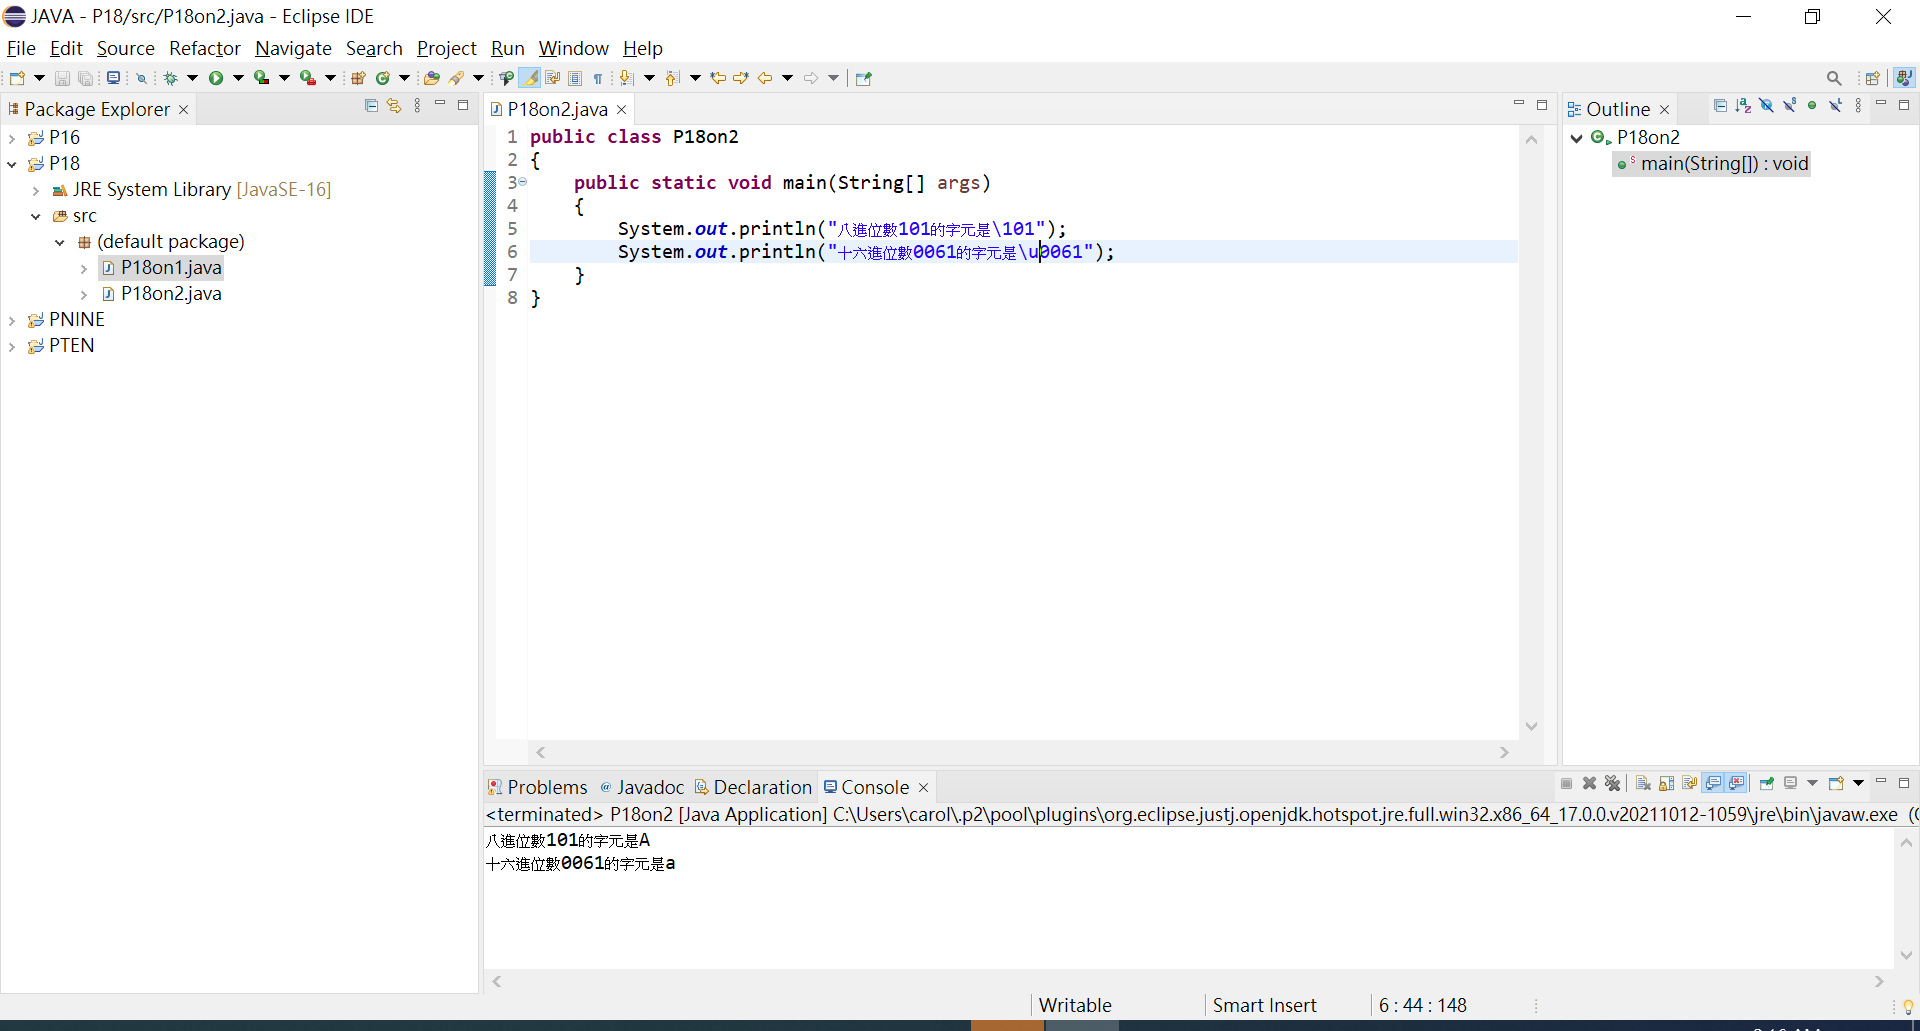 JAVA - P18/src/P18on2.java - Eclipse IDE
File Edit Source Refactor Navigate Search Project Run Window Help
Package Explorer
P16
P18
JRE System Library [JavaSE-16]
src
(default package)
P18on1.java
P18on2.java
PNINE
PTEN
P18on2.java
1 public class P18on2
2 {
3 public static void main(String[] args)
4 {
5 System.out.println("八進位數101的字元是\101");
6 System.out.println("十六進位數0061的字元是\u0061");
7 }
8 }
Outline
P18on2
main(String[]) : void
Problems @ Javadoc Declaration Console
<terminated> P18on2 [Java Application] C:\Users\carol\.p2\pool\plugins\org.eclipse.justj.openjdk.hotspot.jre.full.win32.x86_64_17.0.0.v20211012-1059\jre\bin\javaw.exe
八進位數101的字元是A
十六進位數0061的字元是a
Writable Smart Insert 6 : 44 : 148